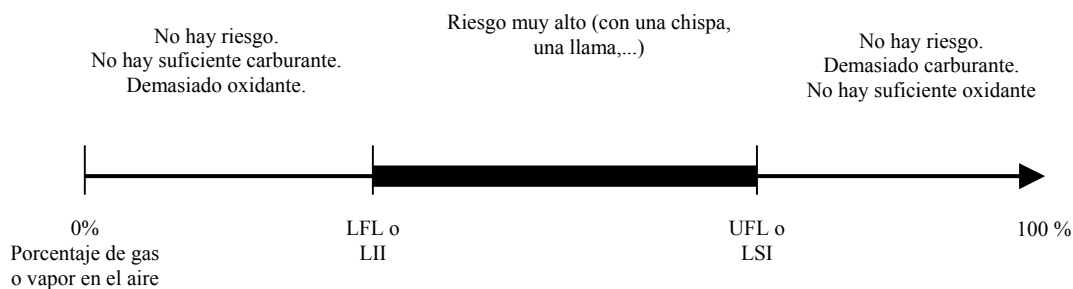 No hay riesgo.
No hay suficiente carburante.
Demasiado oxidante.
Riesgo muy alto (con una chispa,
una llama,...)
No hay riesgo.
Demasiado carburante.
No hay suficiente oxidante
0%
Porcentaje de gas
o vapor en el aire
LFL o
LII
UFL o
LSI
100 %